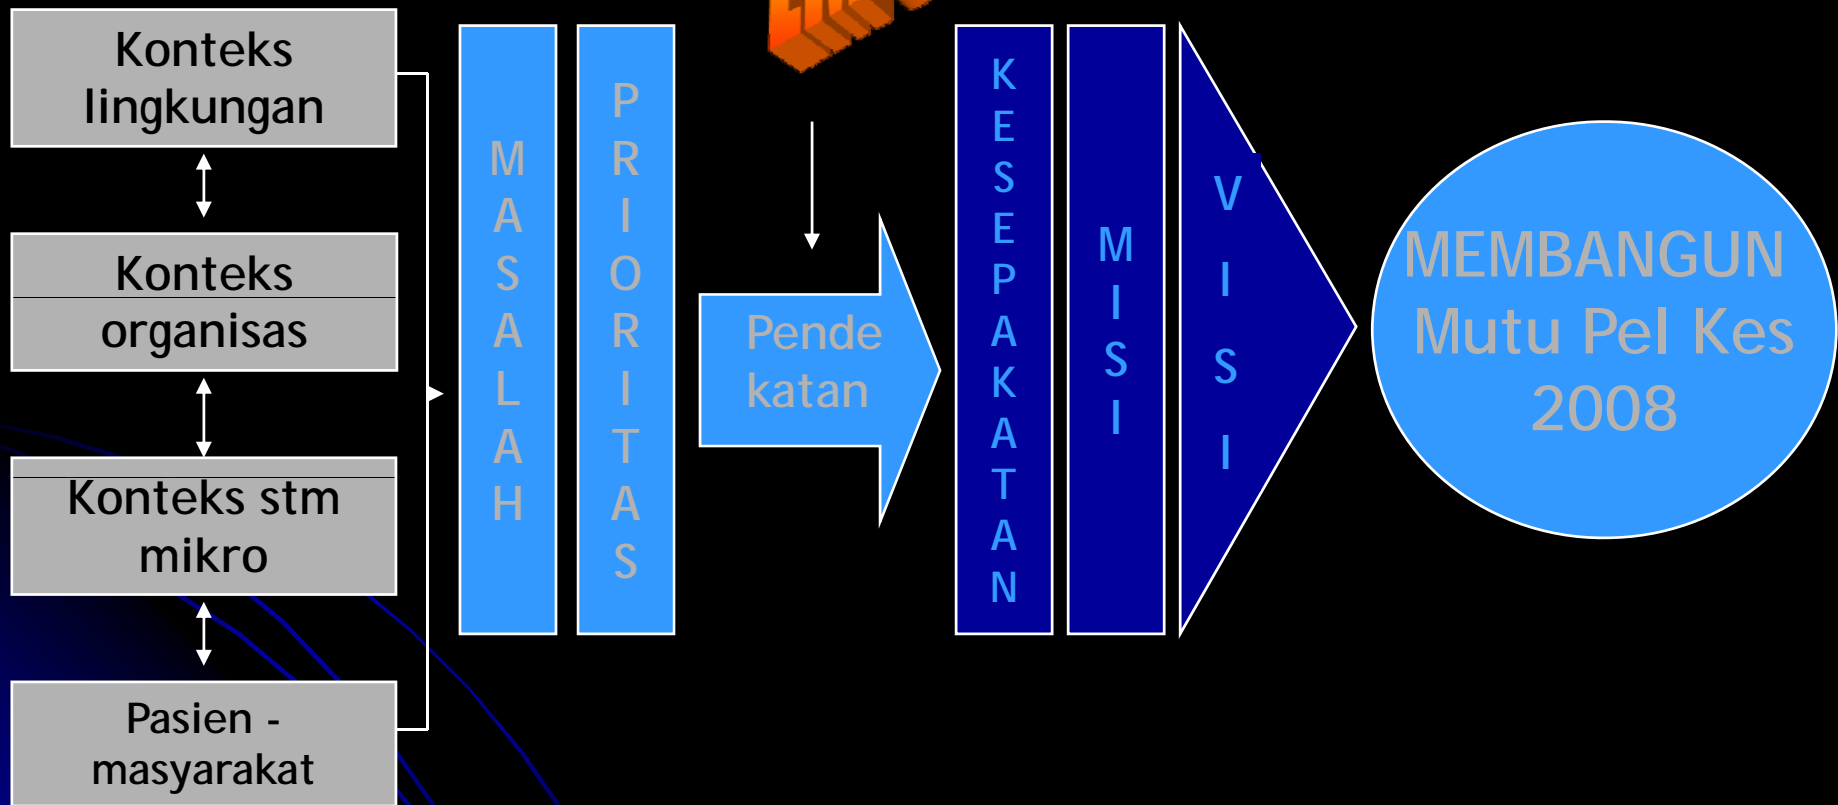 Konteks
lingkungan
Konteks
organisas
Konteks stm
mikro
Pasien -
masyarakat
MASALAH
PRIORITAS
Pende
katan
KESEPAKATAN
MISI
VISI
MEMBANGUN
Mutu Pel Kes
2008